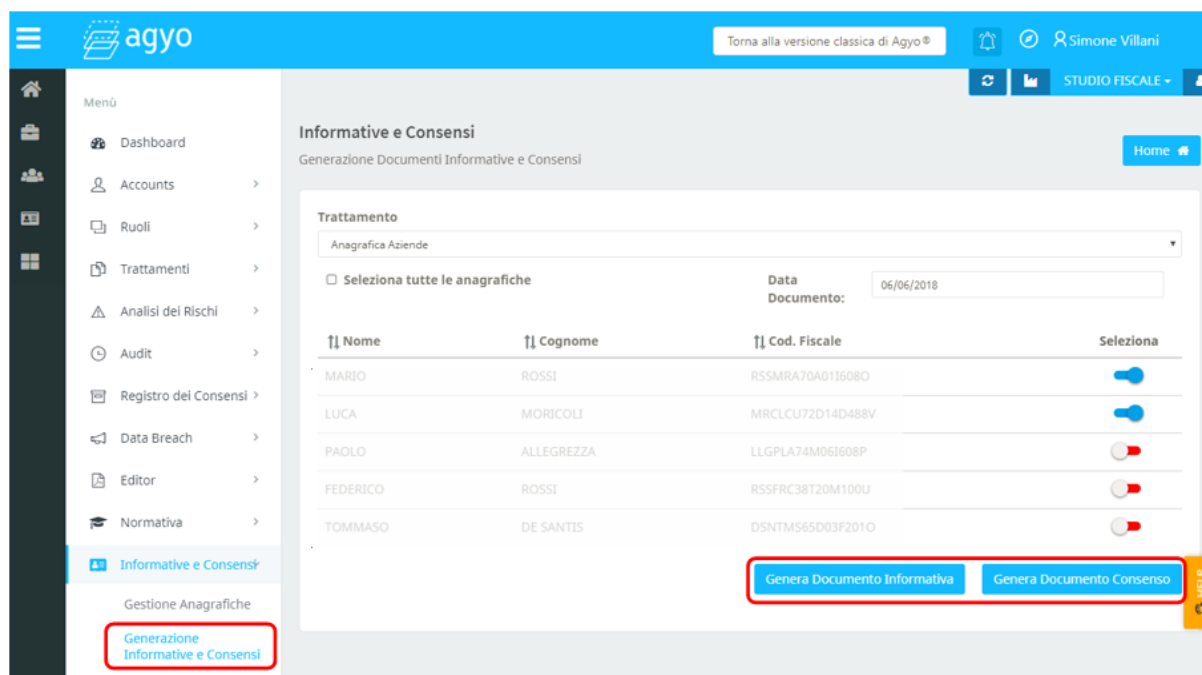 agyo
Torna alla versione classica di Agyo®
Simone Villani
STUDIO FISCALE
Menù
Dashboard
Accounts
Ruoli
Trattamenti
Analisi dei Rischi
Audit
Registro dei Consensi
Data Breach
Editor
Normativa
Informative e Consensi
Gestione Anagrafiche
Generazione
Informative e Consensi
Informative e Consensi
Generazione Documenti Informative e Consensi
Home
Trattamento
Anagrafica Aziende
Seleziona tutte le anagrafiche
Data
Documento:
06/06/2018
Nome Cognome Cod. Fiscale Seleziona
MARIO ROSSI RSSMRA70A01I608O
LUCA MORICOLI MRCLCU72D14D488V
PAOLO ALLEGREZZA LLGPLA74M06I608P
FEDERICO ROSSI RSSFRC38T20M100U
TOMMASO DE SANTIS DSNTMS65D03F201O
Genera Documento Informativa
Genera Documento Consenso
HELP